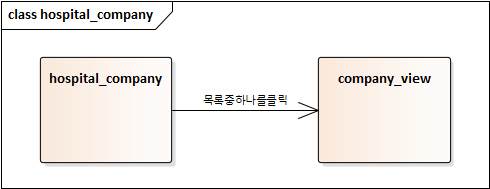 class hospital_company
hospital_company
목록중하나를클릭
company_view